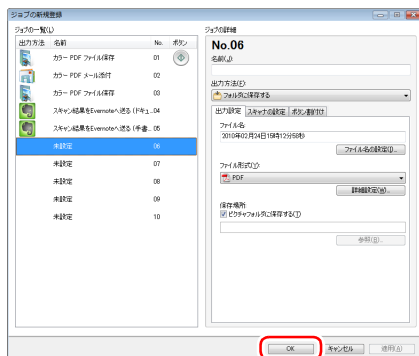 ジョブの新規登録
ジョブの一覧(L)
出力方法 名前 No. ボタン
カラー PDF ファイル保存 01
カラー PDF メール添付 02
カラー PDF ファイル保存 03
スキャン結果をEvernoteへ送る (ドキュ... 04
スキャン結果をEvernoteへ送る (手書... 05
未設定 06
未設定 07
未設定 08
未設定 09
未設定 10
ジョブの詳細
No.06
名前(J):
出力方法(E):
フォルダに保存する
出力設定 スキャナの設定 ボタン割付け
ファイル名
2010年02月24日15時12分58秒
ファイル名の設定(I)...
ファイル形式(Y):
PDF
詳細設定(W)...
保存場所:
ピクチャフォルダに保存する(T)
参照(B)...
OK キャンセル 適用(A)